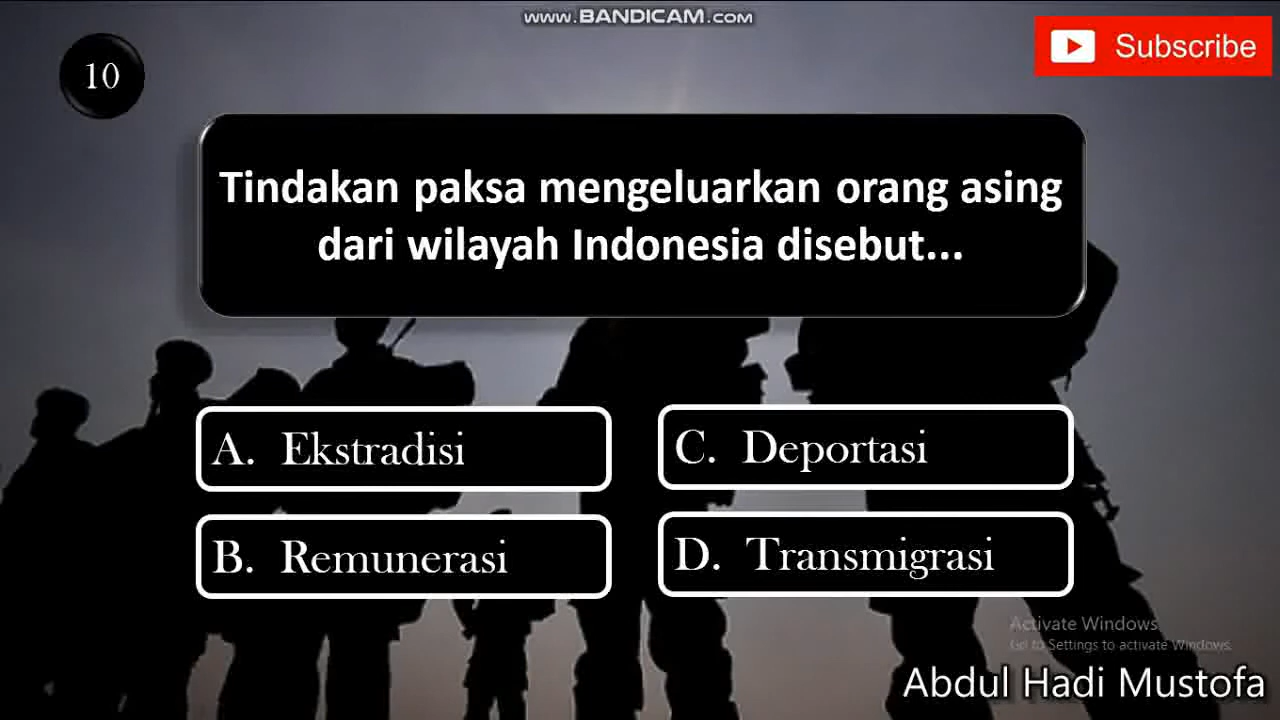 www.BANDICAM.com
Subscribe
10
Tindakan paksa mengeluarkan orang asing
dari wilayah Indonesia disebut...
A. Ekstradisi
C. Deportasi
B. Remunerasi
D. Transmigrasi
Activate Windows
Go to Settings to activate Windows.
Abdul Hadi Mustofa